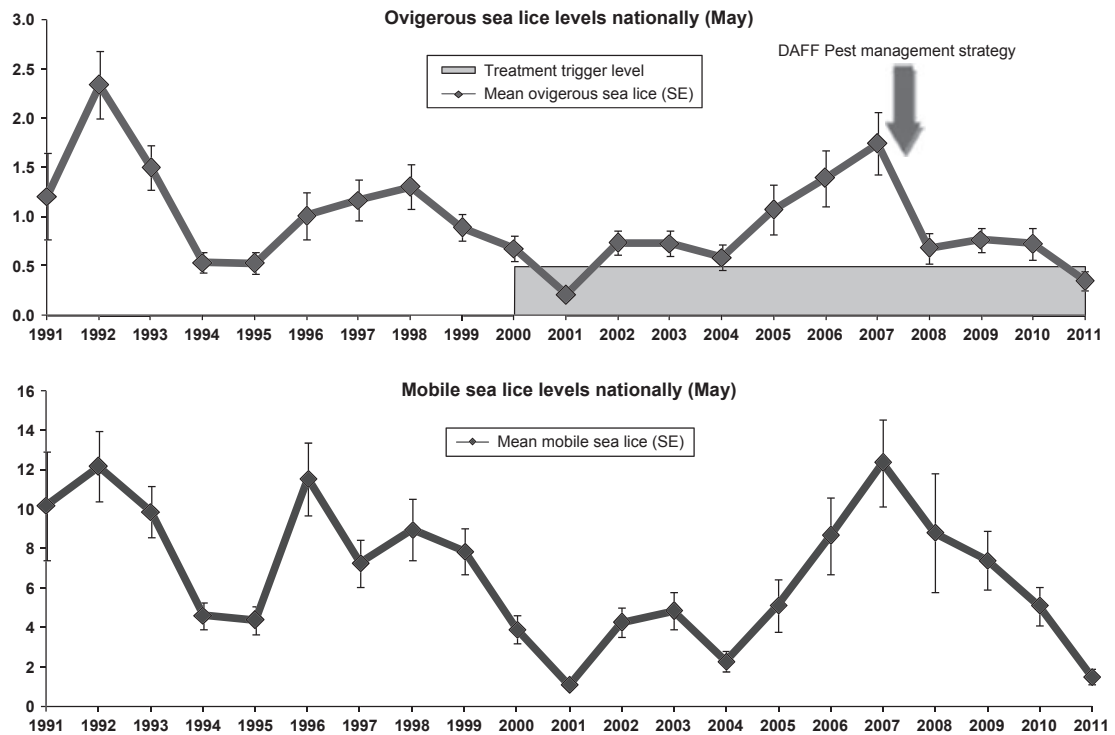 Ovigerous sea lice levels nationally (May)
DAFF Pest management strategy
Treatment trigger level
Mean ovigerous sea lice (SE)
3.0
2.5
2.0
1.5
1.0
0.5
0.0
1991 1992 1993 1994 1995 1996 1997 1998 1999 2000 2001 2002 2003 2004 2005 2006 2007 2008 2009 2010 2011
Mobile sea lice levels nationally (May)
Mean mobile sea lice (SE)
16
14
12
10
8
6
4
2
0
1991 1992 1993 1994 1995 1996 1997 1998 1999 2000 2001 2002 2003 2004 2005 2006 2007 2008 2009 2010 2011